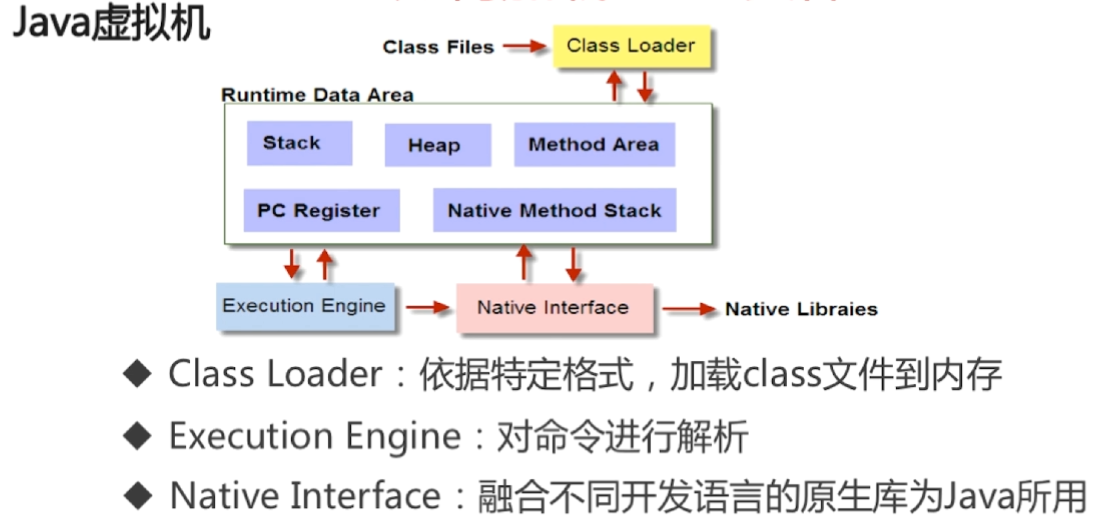 Java虚拟机
Class Files
Class Loader
Runtime Data Area
Stack
Heap
Method Area
PC Register
Native Method Stack
Execution Engine
Native Interface
Native Libraies
◆ Class Loader：依据特定格式，加载class文件到内存
◆ Execution Engine：对命令进行解析
◆ Native Interface：融合不同开发语言的原生库为Java所用